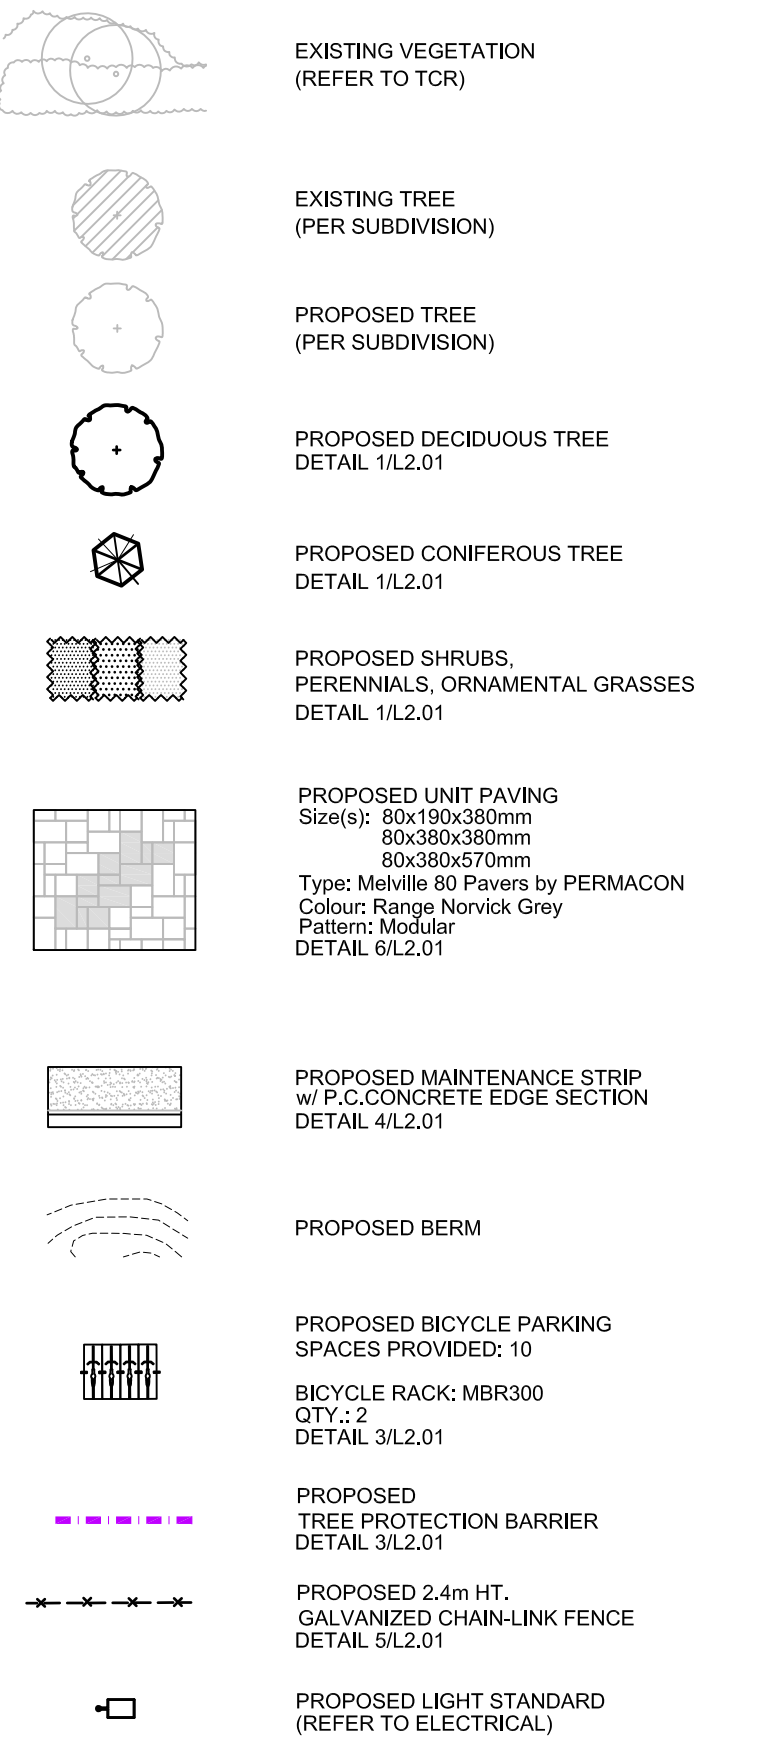 EXISTING VEGETATION
(REFER TO TCR)
EXISTING TREE
(PER SUBDIVISION)
PROPOSED TREE
(PER SUBDIVISION)
PROPOSED DECIDUOUS TREE
DETAIL 1/L2.01
PROPOSED CONIFEROUS TREE
DETAIL 1/L2.01
PROPOSED SHRUBS,
PERENNIALS, ORNAMENTAL GRASSES
DETAIL 1/L2.01
PROPOSED UNIT PAVING
Size(s): 80x190x380mm
80x380x380mm
80x380x570mm
Type: Melville 80 Pavers by PERMACON
Colour: Range Norvick Grey
Pattern: Modular
DETAIL 6/L2.01
PROPOSED MAINTENANCE STRIP
w/ P.C.CONCRETE EDGE SECTION
DETAIL 4/L2.01
PROPOSED BERM
PROPOSED BICYCLE PARKING
SPACES PROVIDED: 10
BICYCLE RACK: MBR300
QTY.: 2
DETAIL 3/L2.01
PROPOSED
TREE PROTECTION BARRIER
DETAIL 3/L2.01
PROPOSED 2.4m HT.
GALVANIZED CHAIN-LINK FENCE
DETAIL 5/L2.01
PROPOSED LIGHT STANDARD
(REFER TO ELECTRICAL)